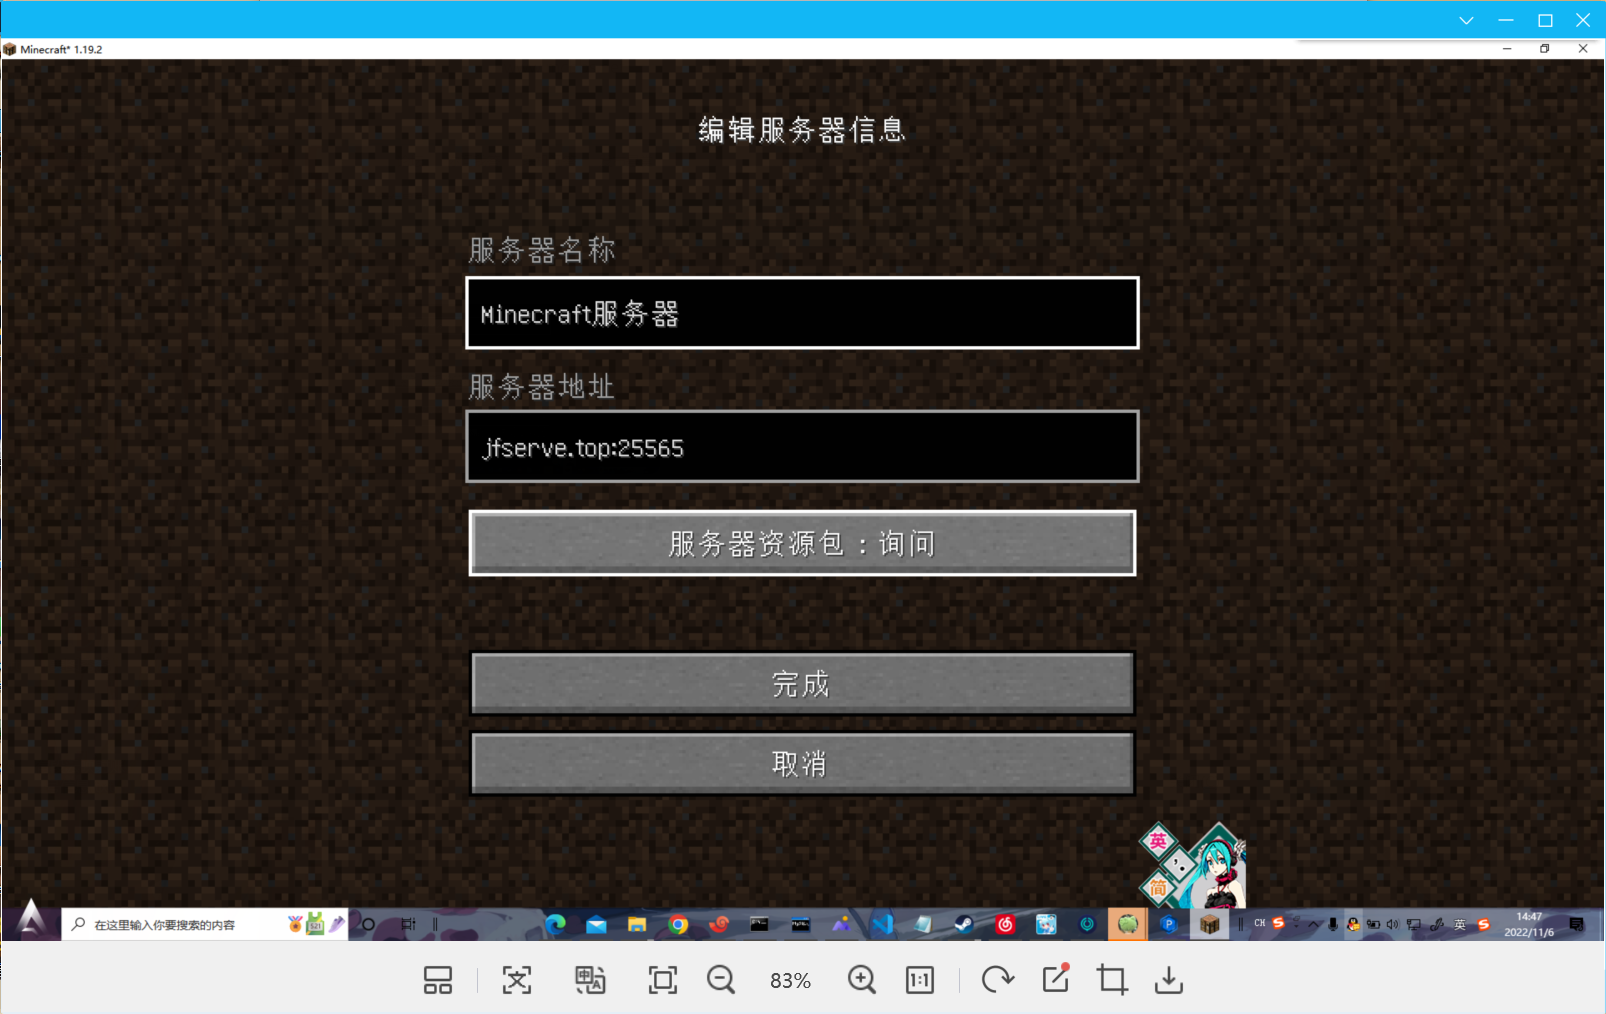 Minecraft* 1.19.2
编辑服务器信息
服务器名称
Minecraft服务器
服务器地址
jfserve.top:25565
服务器资源包：询问
完成
取消
英
简
在这里输入你要搜索的内容
CH
英
14:47
2022/11/6
83%
1:1